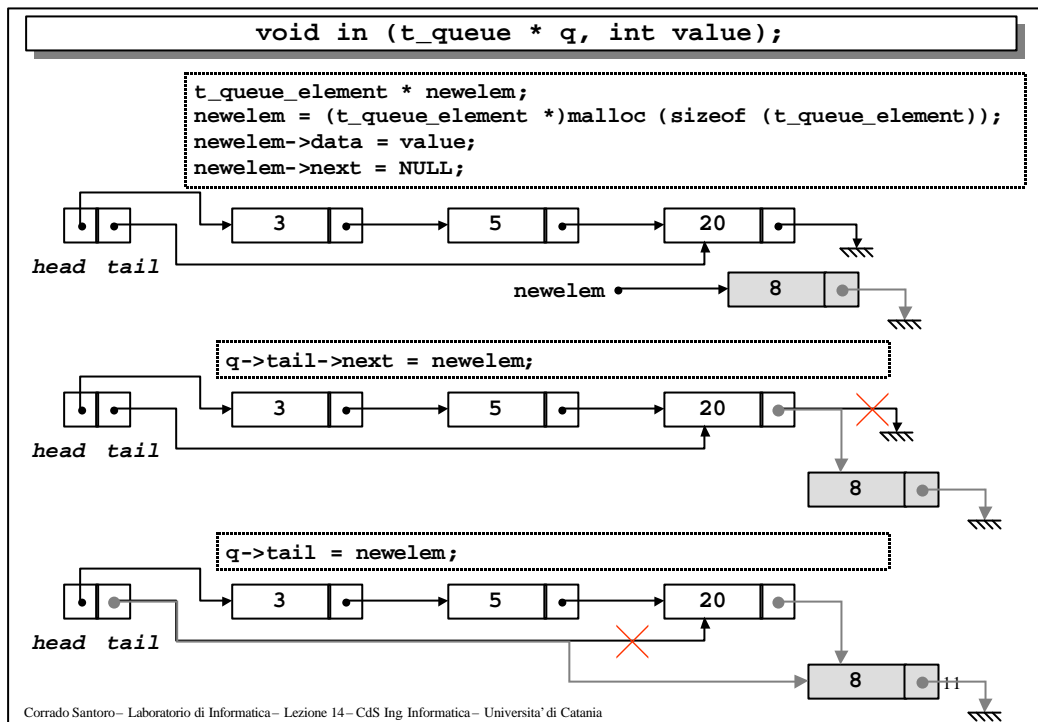 void in (t_queue * q, int value);
t_queue_element * newelem;
newelem = (t_queue_element *)malloc (sizeof (t_queue_element));
newelem->data = value;
newelem->next = NULL;
3 5 20
head tail
newelem 8
q->tail->next = newelem;
3 5 20
head tail
8
q->tail = newelem;
3 5 20
head tail
8
11
Corrado Santoro – Laboratorio di Informatica – Lezione 14 – CdS Ing Informatica – Universita' di Catania